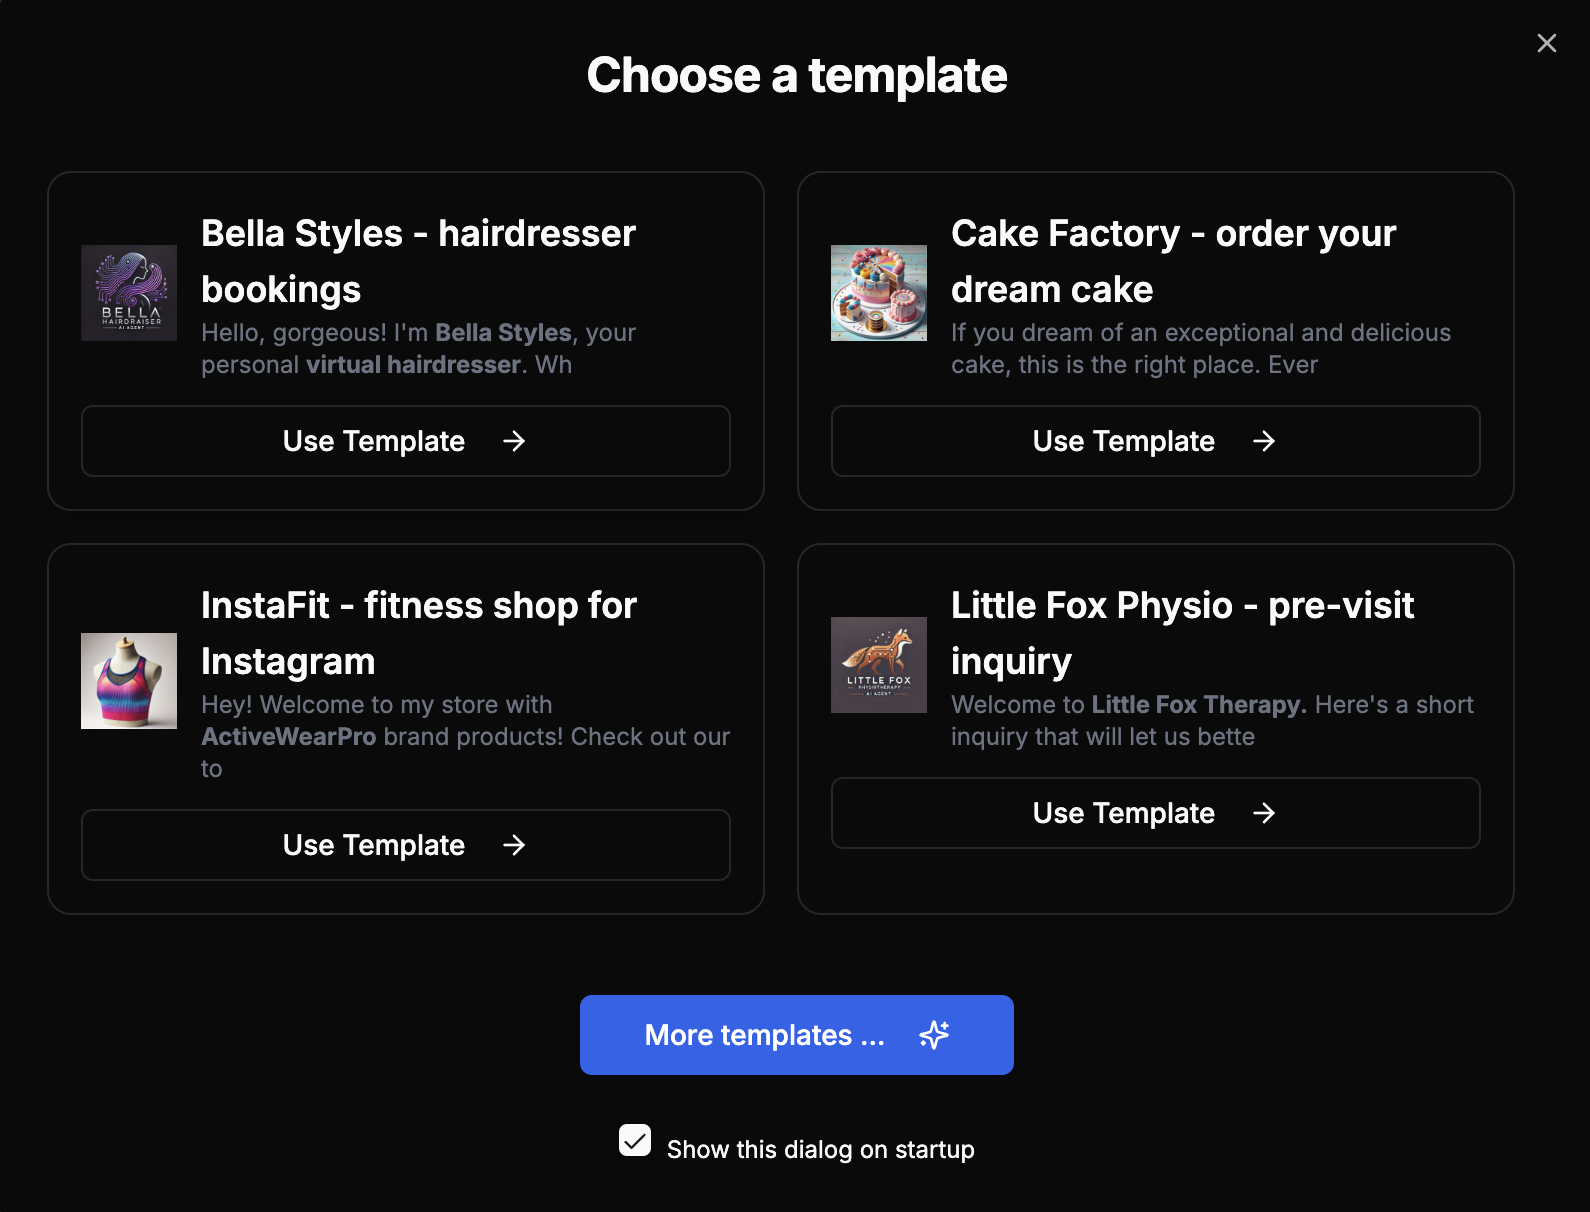 Choose a template
Bella Styles - hairdresser
bookings
Hello, gorgeous! I'm Bella Styles, your
personal virtual hairdresser. Wh
BELLA
HAIRDRAISER
AI AGENT
Use Template
Cake Factory - order your
dream cake
If you dream of an exceptional and delicious
cake, this is the right place. Ever
Use Template
InstaFit - fitness shop for
Instagram
Hey! Welcome to my store with
ActiveWearPro brand products! Check out our
to
Use Template
Little Fox Physio - pre-visit
inquiry
Welcome to Little Fox Therapy. Here's a short
inquiry that will let us bette
LITTLE FOX
PHYSIOTHERAPY
AI AGENT
Use Template
More templates ...
Show this dialog on startup